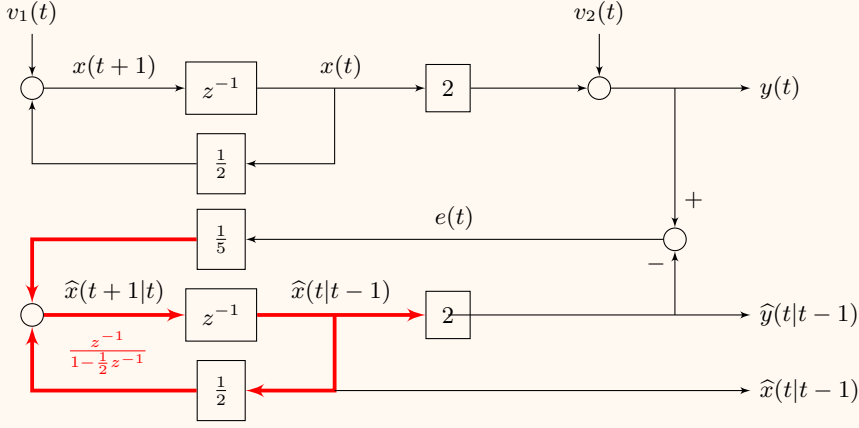 v₁(t) v₂(t)
x(t + 1) x(t)
z⁻¹ 2 y(t)
1/2
+
e(t)
1/5
−
x̂(t + 1|t) x̂(t|t − 1)
z⁻¹ 2 ŷ(t|t − 1)
z⁻¹/(1 − 1/2 z⁻¹)
1/2 x̂(t|t − 1)